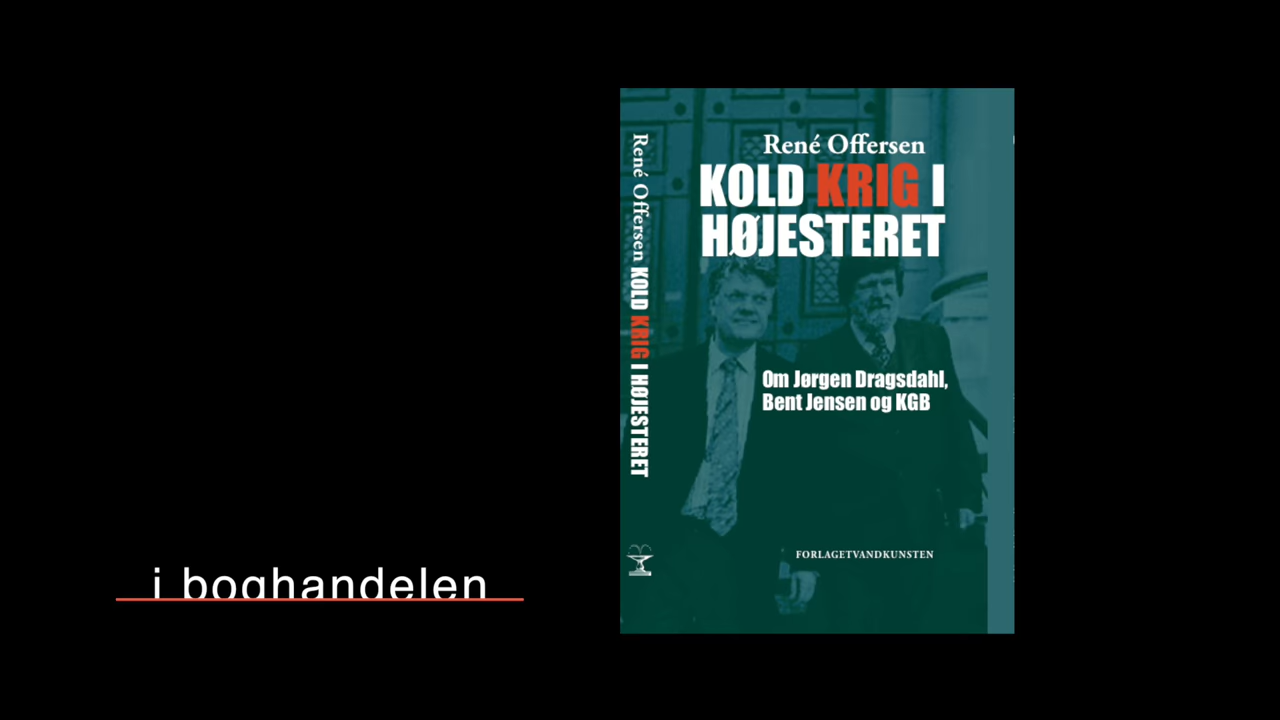 René Offersen
KOLD KRIG I
HØJESTERET
Om Jørgen Dragsdahl,
Bent Jensen og KGB
FORLAGETVANDKUNSTEN
René Offersen KOLD KRIG I HØJESTERET
i boghandelen